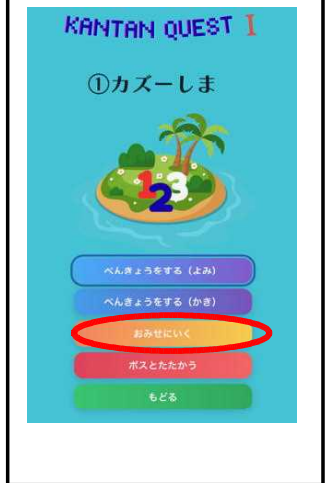 KANTAN QUEST I
①カズーしま
123
べんきょうをする（よみ）
べんきょうをする（かき）
おみせにいく
ボスとたたかう
もどる